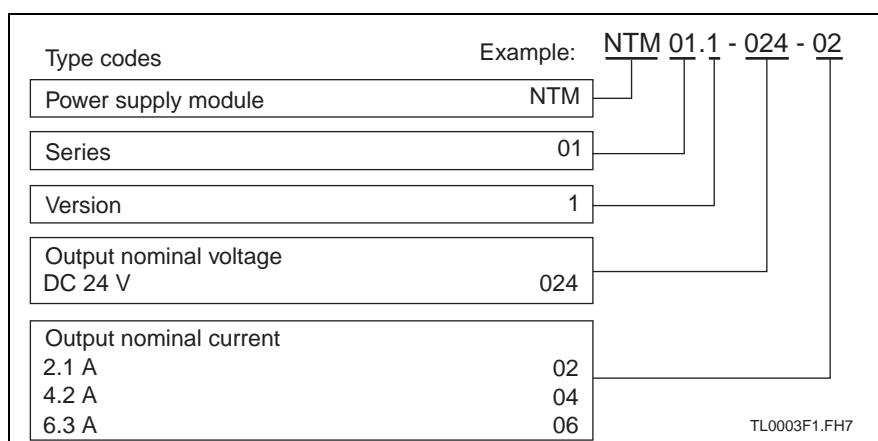 Type codes Example: NTM 01.1 - 024 - 02
Power supply module NTM
Series 01
Version 1
Output nominal voltage
DC 24 V 024
Output nominal current
2.1 A 02
4.2 A 04
6.3 A 06
TL0003F1.FH7